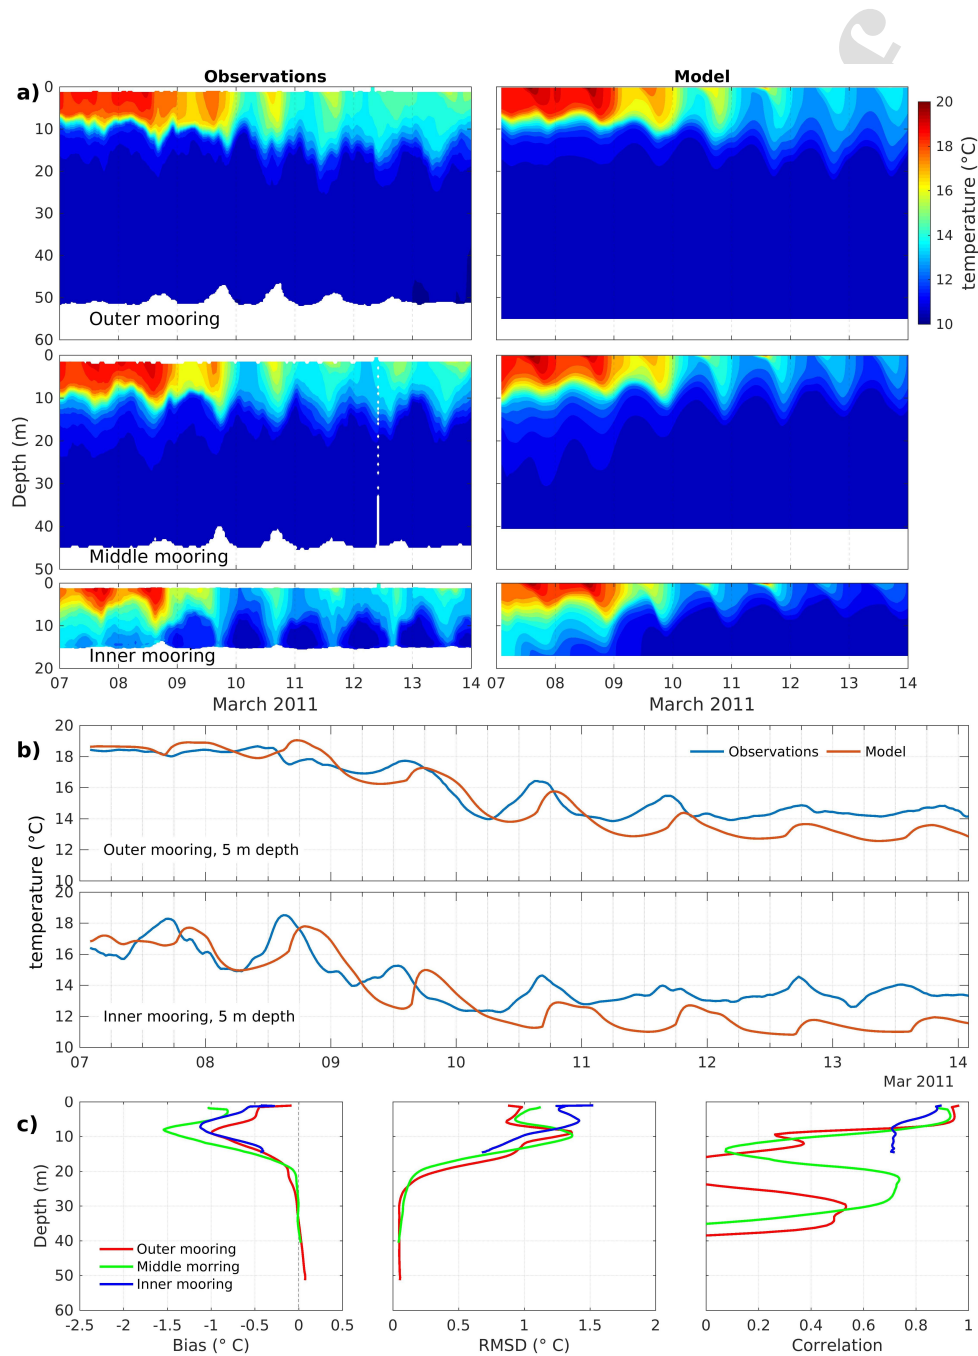 Observations
Model
a)
0
10
20
30
40
50
60
Outer mooring
20
18
16
14
12
10
temperature (°C)
0
10
20
30
40
50
Depth (m)
Middle mooring
0
10
20
Inner mooring
07 08 09 10 11 12 13 14
07 08 09 10 11 12 13 14
March 2011
March 2011
b)
20
18
16
14
12
10
Observations
Model
Outer mooring, 5 m depth
temperature (°C)
20
18
16
14
12
10
Inner mooring, 5 m depth
07 08 09 10 11 12 13 14
Mar 2011
c)
0
10
20
30
40
50
60
Depth (m)
Outer mooring
Middle morring
Inner mooring
-2.5 -2 -1.5 -1 -0.5 0 0.5
0 0.5 1 1.5 2
0 0.2 0.4 0.6 0.8 1
Bias (° C)
RMSD (° C)
Correlation